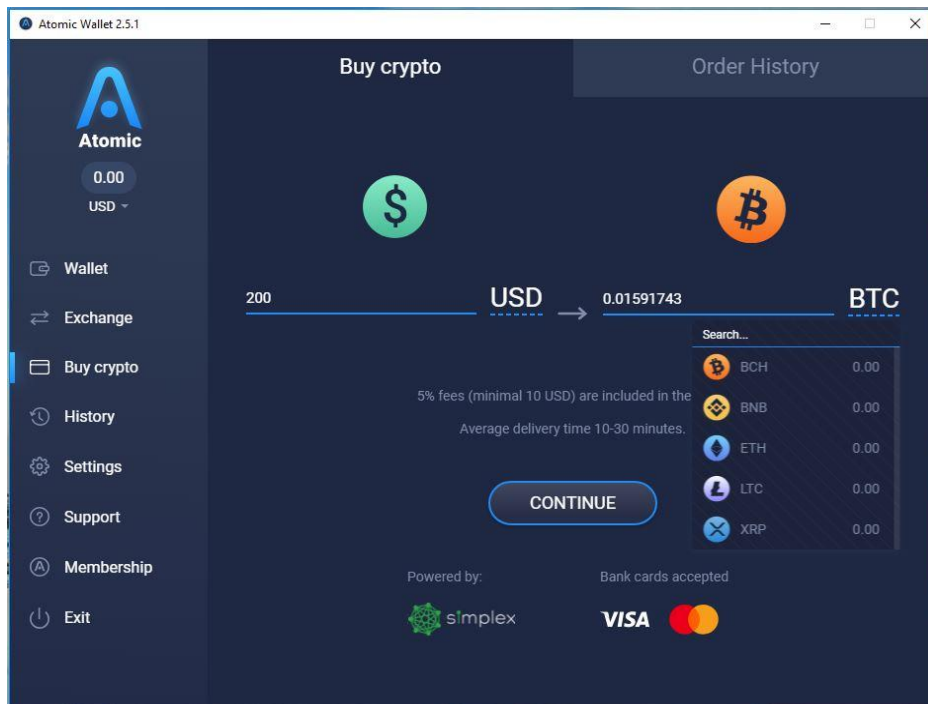 Atomic Wallet 2.5.1
Atomic
0.00
USD
Wallet
Exchange
Buy crypto
History
Settings
Support
Membership
Exit
Buy crypto
Order History
200
USD
0.01591743
BTC
Search...
BCH 0.00
BNB 0.00
ETH 0.00
LTC 0.00
XRP 0.00
5% fees (minimal 10 USD) are included in the
Average delivery time 10-30 minutes.
CONTINUE
Powered by:
simplex
Bank cards accepted
VISA